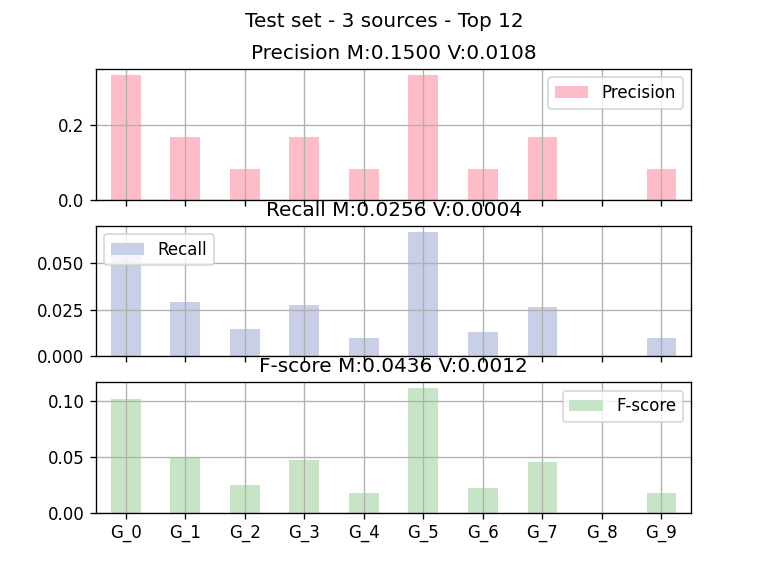 Test set - 3 sources - Top 12
Precision M:0.1500 V:0.0108
Precision
0.2
0.0
Recall M:0.0256 V:0.0004
Recall
0.050
0.025
0.000
F-score M:0.0436 V:0.0012
F-score
0.10
0.05
0.00
G_0 G_1 G_2 G_3 G_4 G_5 G_6 G_7 G_8 G_9